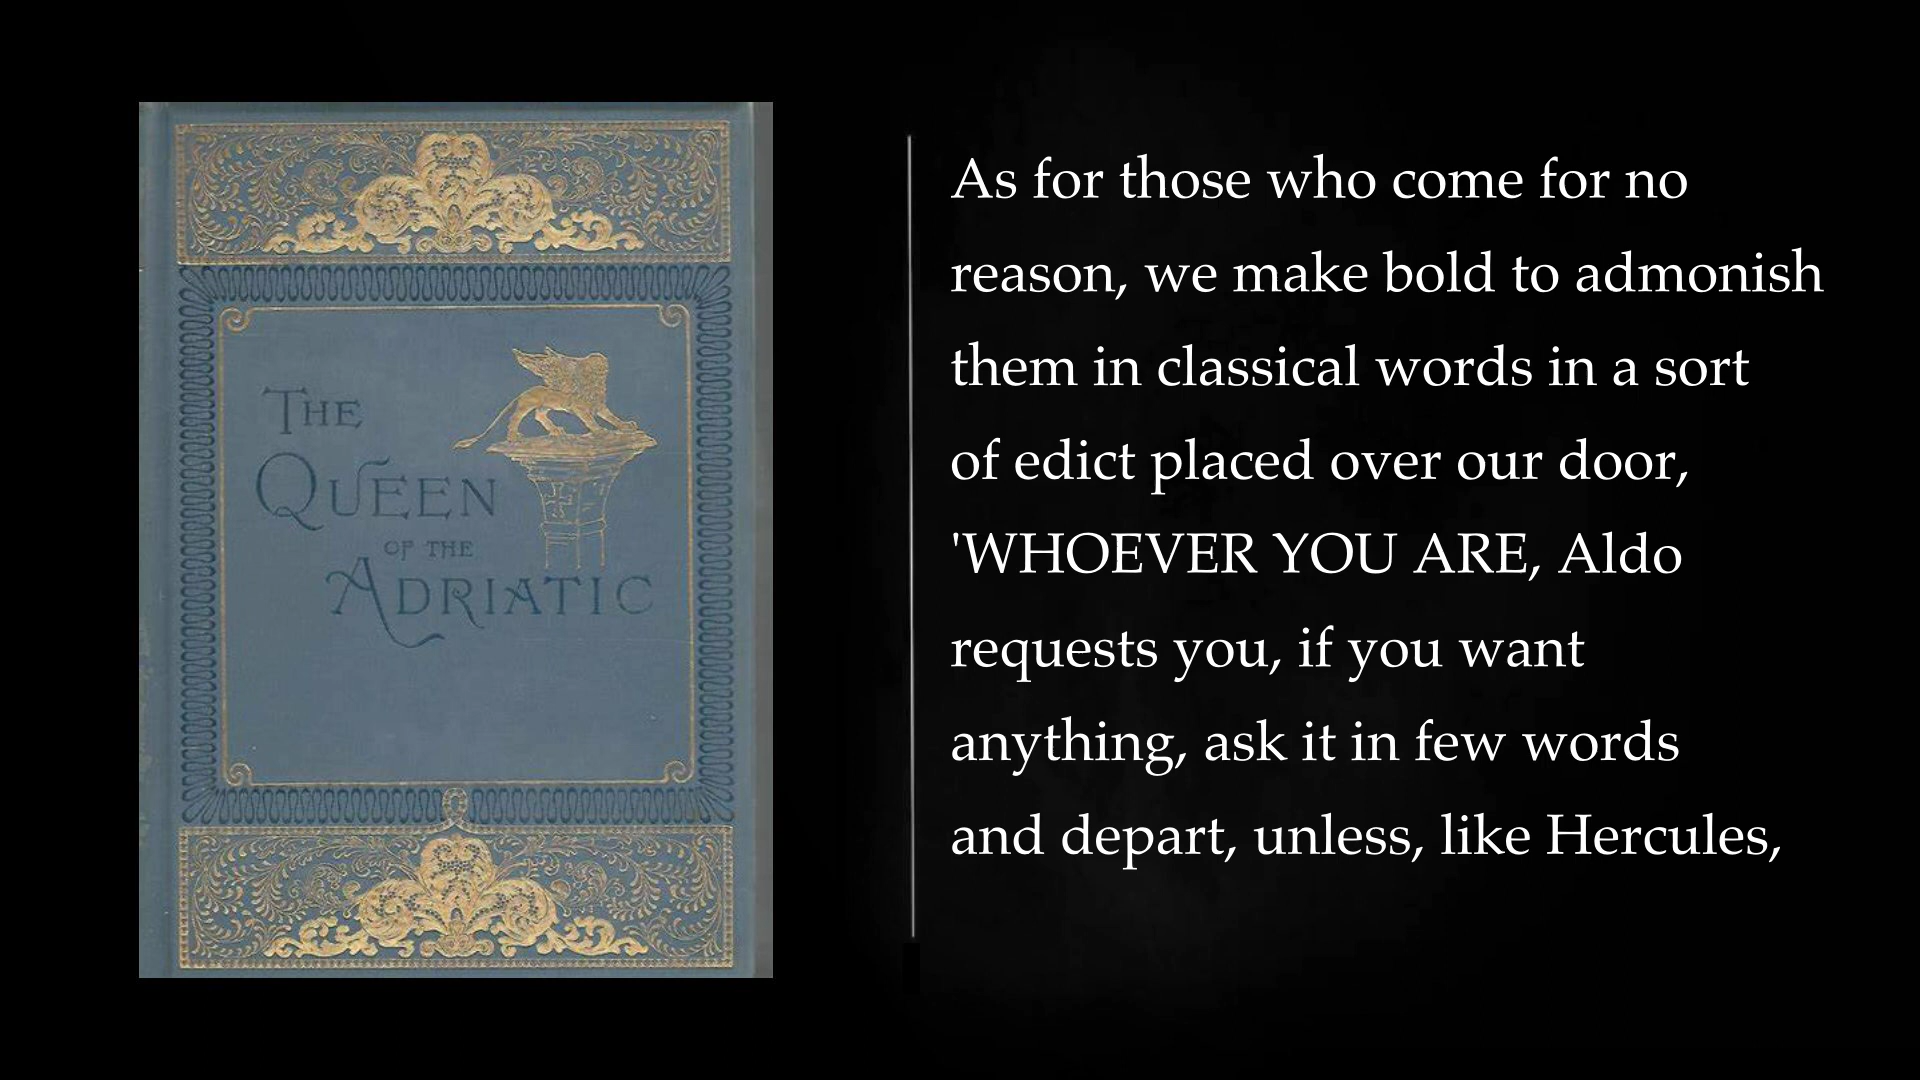 THE
QUEEN
OF THE
ADRIATIC
As for those who come for no
reason, we make bold to admonish
them in classical words in a sort
of edict placed over our door,
'WHOEVER YOU ARE, Aldo
requests you, if you want
anything, ask it in few words
and depart, unless, like Hercules,